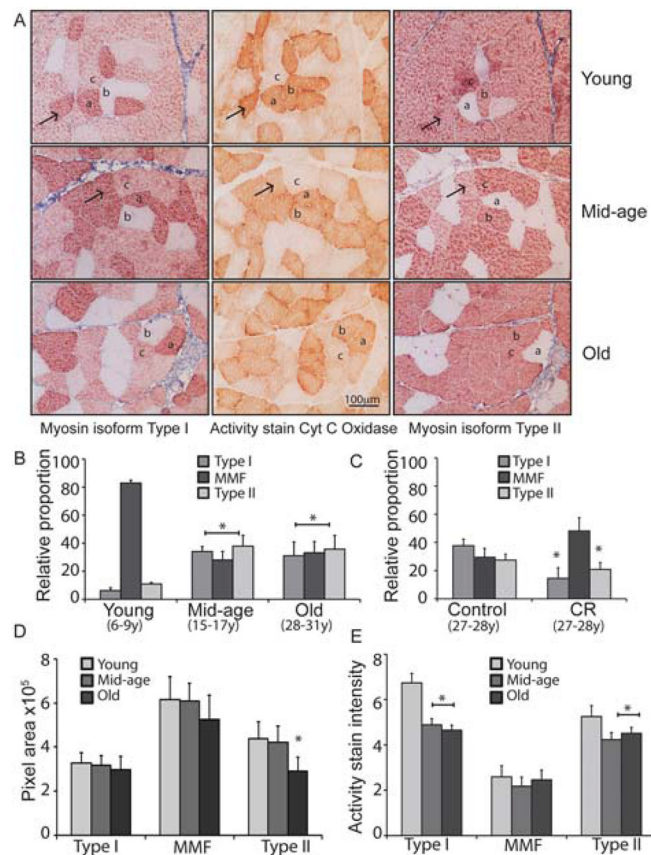 A
c
b
a
c
b
a
c
b
a
Young
c
a
b
c
a
b
c
a
b
Mid-age
b
a
c
b
a
c
b
a
c
Old
100µm
Myosin isoform Type I
Activity stain Cyt C Oxidase
Myosin isoform Type II
B
Relative proportion
100
80
60
40
20
0
Type I
MMF
Type II
*
*
Young
(6-9y)
Mid-age
(15-17y)
Old
(28-31y)
C
Relative proportion
100
80
60
40
20
0
Type I
MMF
Type II
*
*
Control
(27-28y)
CR
(27-28y)
D
Pixel area x10⁵
8
6
4
2
0
Young
Mid-age
Old
*
Type I
MMF
Type II
E
Activity stain intensity
8
6
4
2
0
Young
Mid-age
Old
*
*
Type I
MMF
Type II